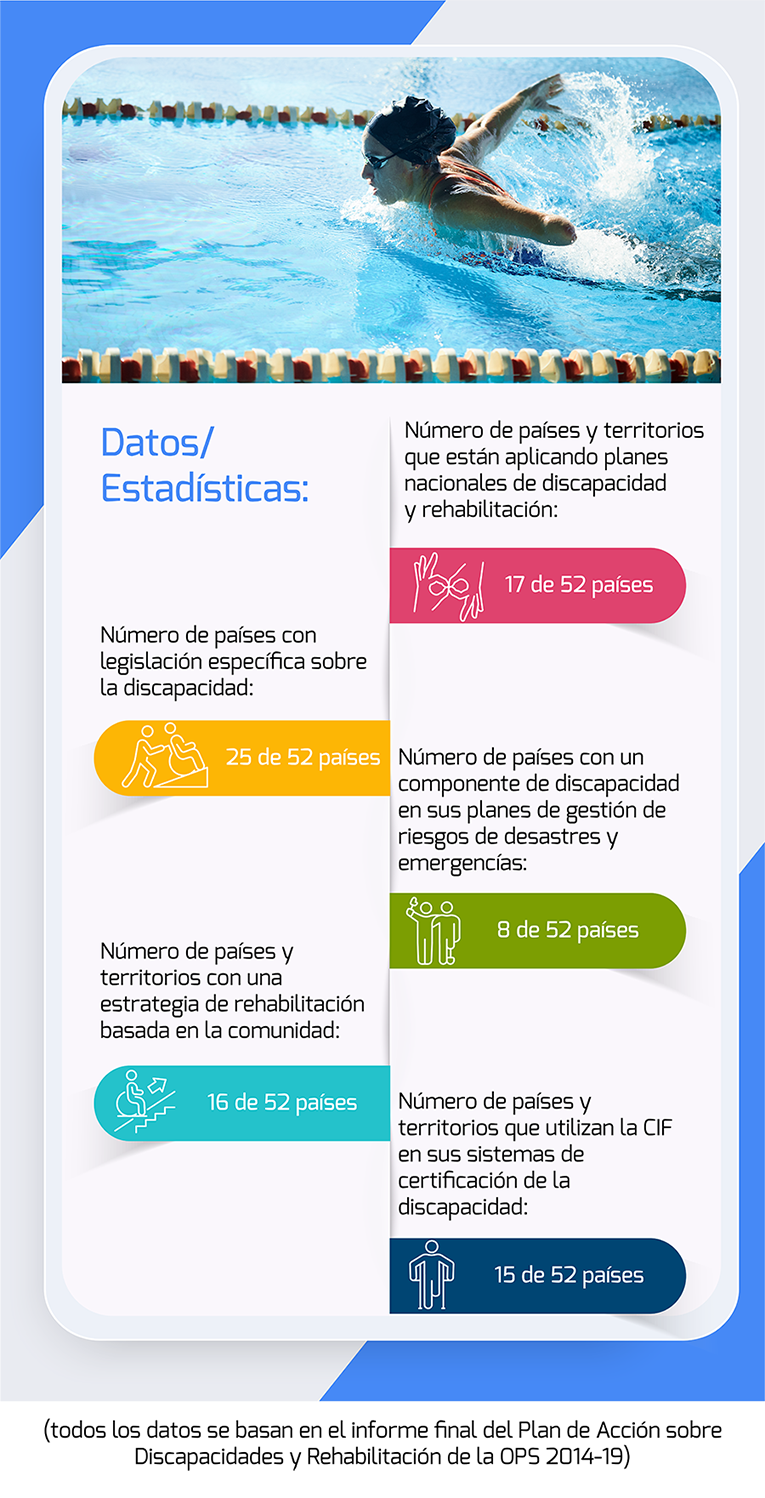 Datos/
Estadísticas:
Número de países y territorios
que están aplicando planes
nacionales de discapacidad
y rehabilitación:
17 de 52 países
Número de países con
legislación específica sobre
la discapacidad:
25 de 52 países
Número de países con un
componente de discapacidad
en sus planes de gestión de
riesgos de desastres y
emergencías:
8 de 52 países
Número de países y
territorios con una
estrategia de rehabilitación
basada en la comunidad:
16 de 52 países
Número de países y
territorios que utilizan la CIF
en sus sistemas de
certificación de la
discapacidad:
15 de 52 países
(todos los datos se basan en el informe final del Plan de Acción sobre
Discapacidades y Rehabilitación de la OPS 2014-19)